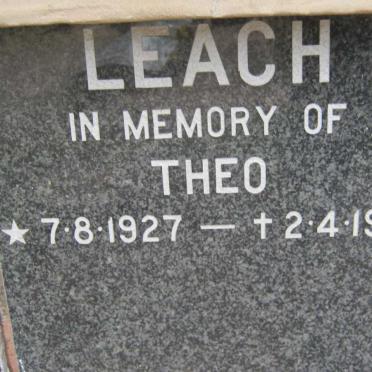 LEACH
IN MEMORY OF
THEO
★ 7·8·1927 — † 2·4·19